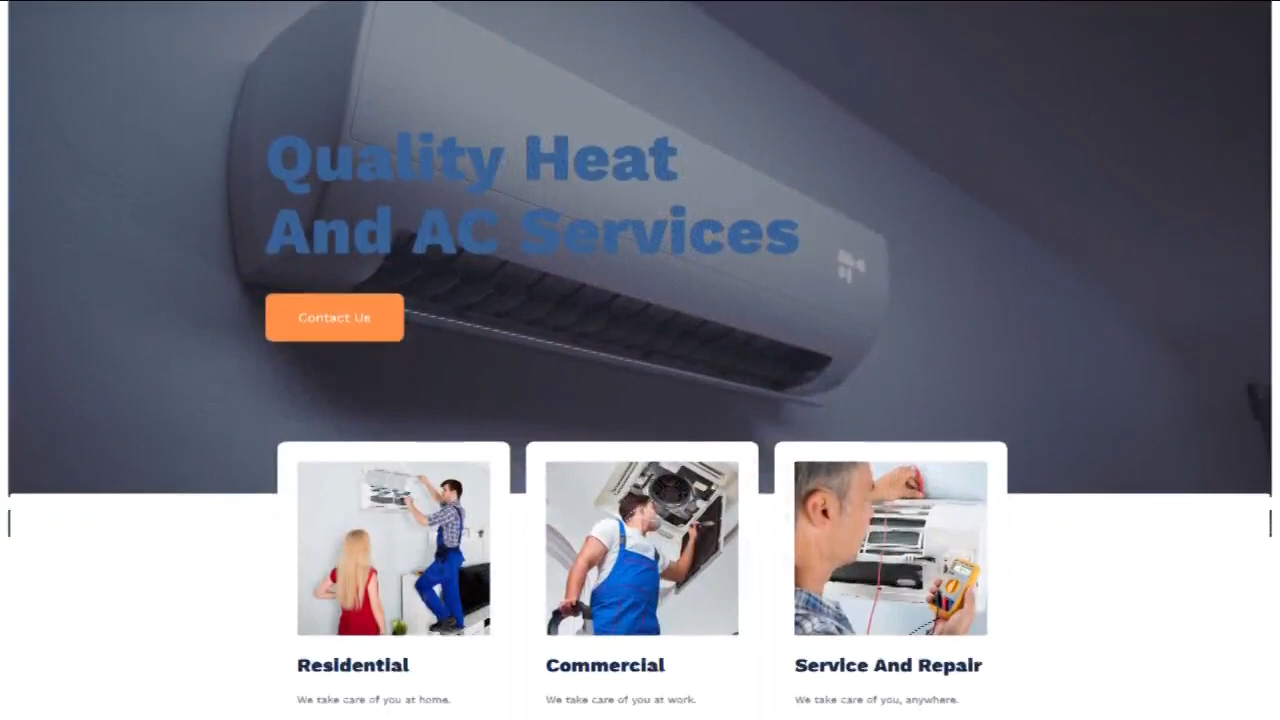 Quality Heat
And AC Services
Contact Us
Residential
We take care of you at home.
Commercial
We take care of you at work.
Service And Repair
We take care of you, anywhere.